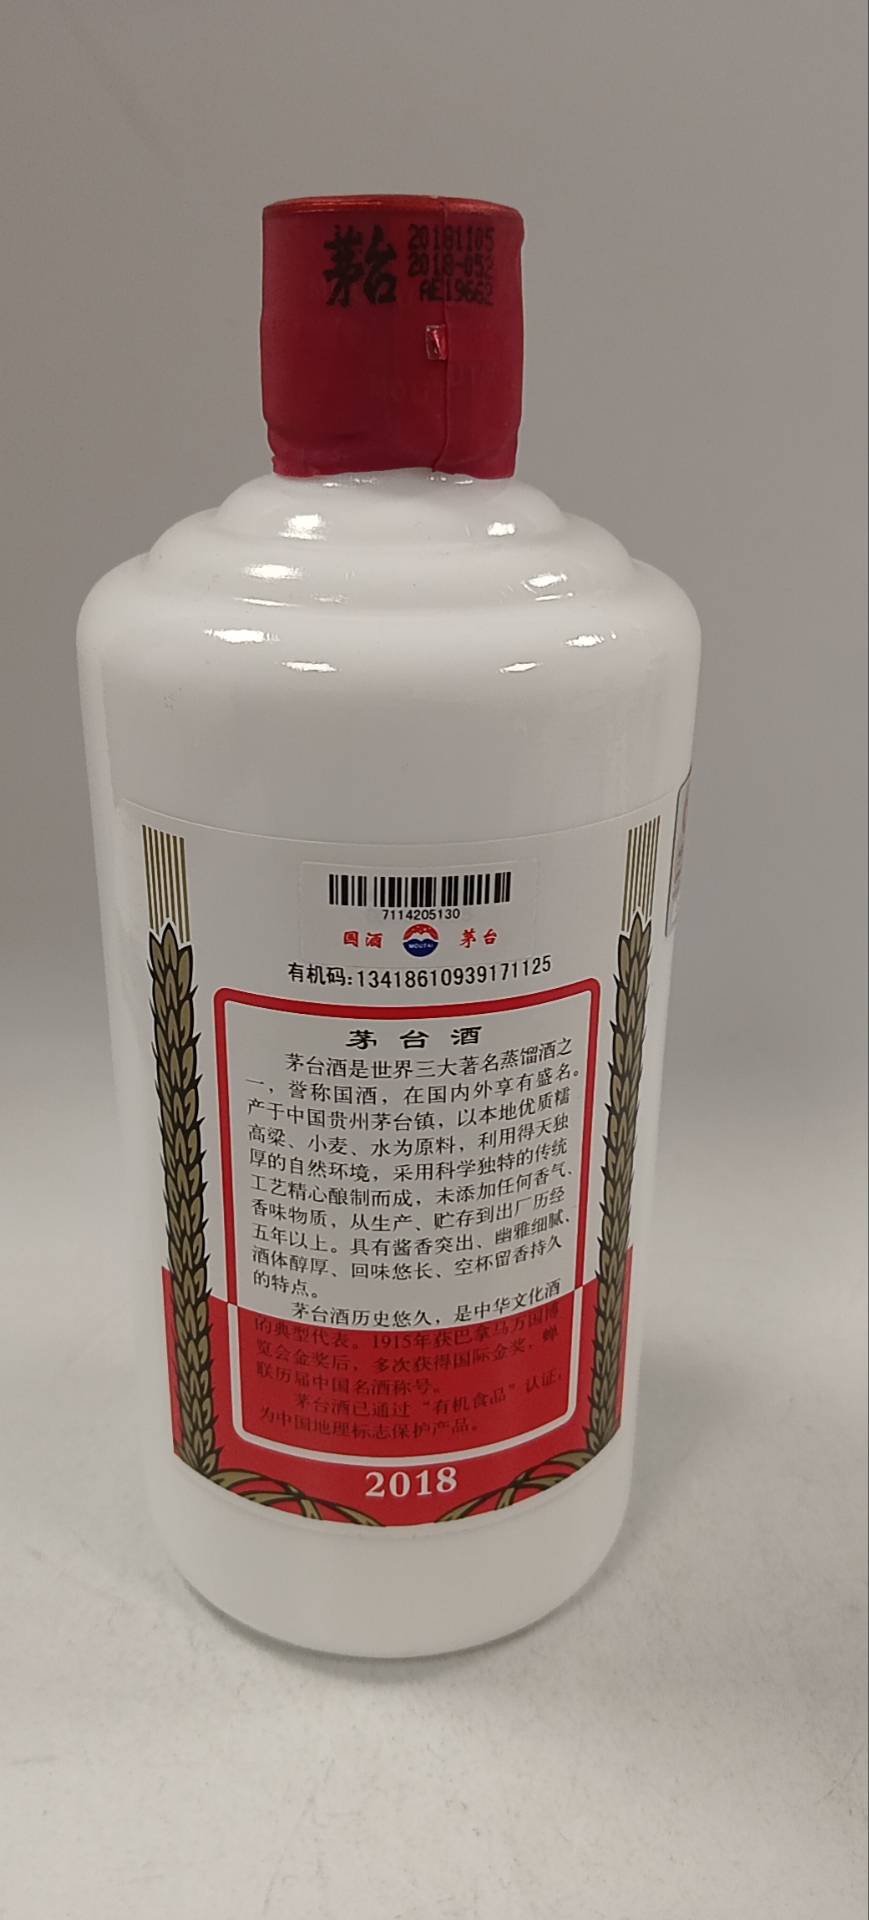 茅台
20181105
2018-052
AE19662
7114205130
国酒 MOUTAI 茅台
有机码:13418610939171125
茅台酒
茅台酒是世界三大著名蒸馏酒之
一，誉称国酒，在国内外享有盛名。
产于中国贵州茅台镇，以本地优质糯
高粱、小麦、水为原料，利用得天独
厚的自然环境，采用科学独特的传统
工艺精心酿制而成，未添加任何香气、
香味物质，从生产、贮存到出厂历经
五年以上。具有酱香突出、幽雅细腻、
酒体醇厚、回味悠长、空杯留香持久
的特点。
茅台酒历史悠久，是中华文化酒
的典型代表。1915年获巴拿马万国博
览会金奖后，多次获得国际金奖，蝉
联历届中国名酒称号。
茅台酒已通过“有机食品”认证，
为中国地理标志保护产品。
2018